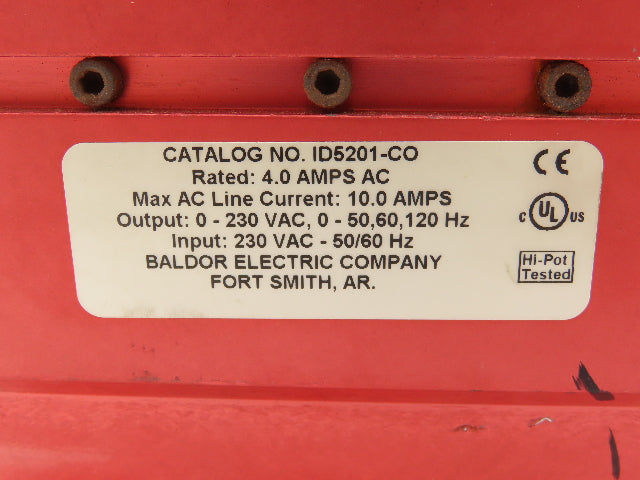 CATALOG NO. ID5201-CO
Rated: 4.0 AMPS AC
Max AC Line Current: 10.0 AMPS
Output: 0 - 230 VAC, 0 - 50,60,120 Hz
Input: 230 VAC - 50/60 Hz
BALDOR ELECTRIC COMPANY
FORT SMITH, AR.
CE
c UL us
Hi-Pot
Tested